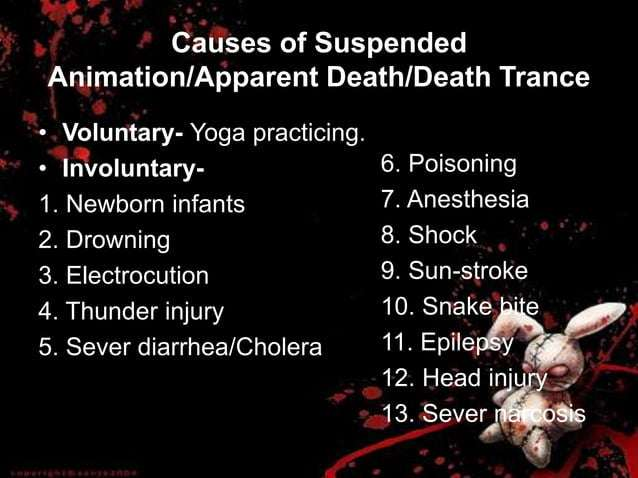 Causes of Suspended
Animation/Apparent Death/Death Trance
• Voluntary- Yoga practicing.
• Involuntary-
1. Newborn infants
2. Drowning
3. Electrocution
4. Thunder injury
5. Sever diarrhea/Cholera
6. Poisoning
7. Anesthesia
8. Shock
9. Sun-stroke
10. Snake bite
11. Epilepsy
12. Head injury
13. Sever narcosis